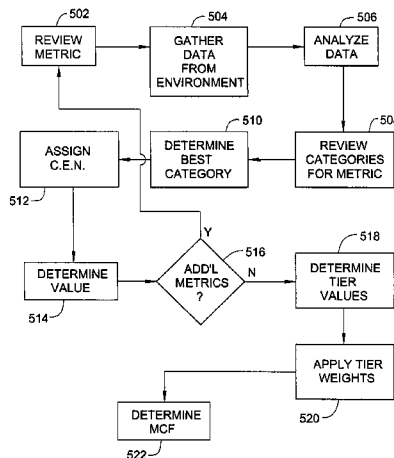 502
504
506
REVIEW
METRIC
GATHER
DATA
FROM
ENVIRONMENT
ANALYZE
DATA
510
ASSIGN
C.E.N.
512
DETERMINE
BEST
CATEGORY
REVIEW
CATEGORIES
FOR METRIC
Y
516
518
DETERMINE
VALUE
514
ADD'L
METRICS
?
N
DETERMINE
TIER
VALUES
APPLY TIER
WEIGHTS
520
DETERMINE
MCF
522